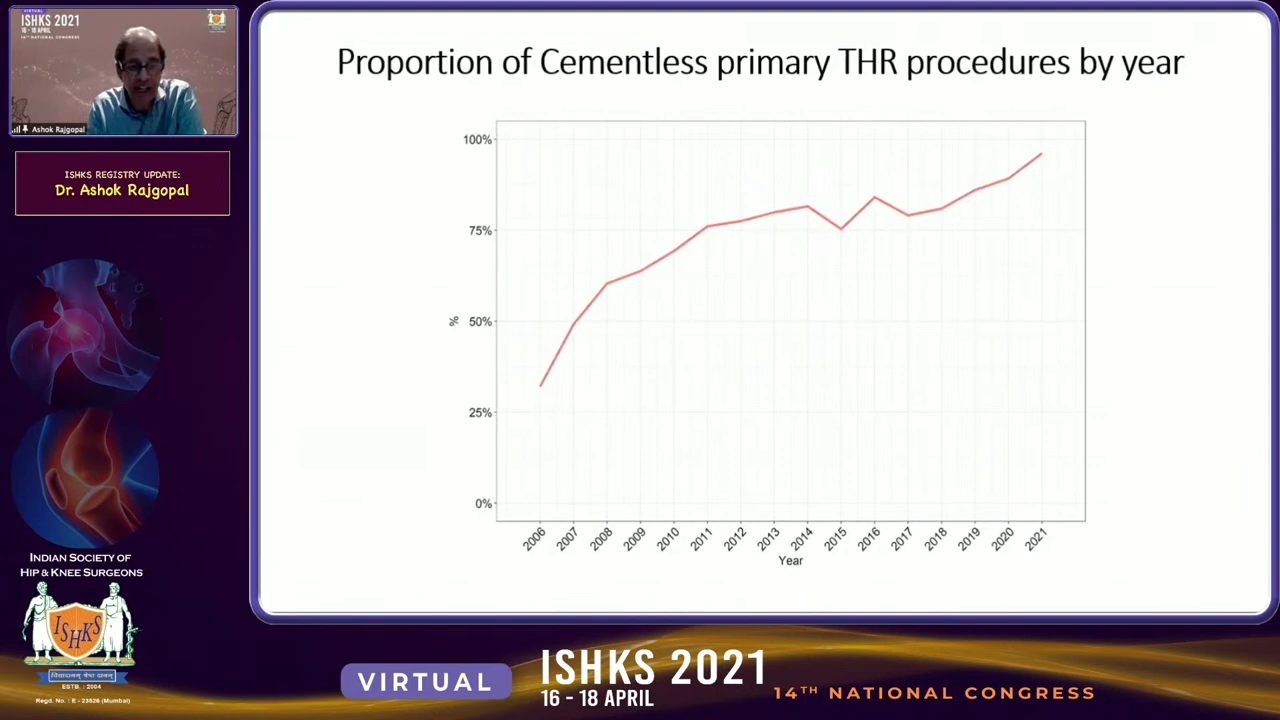 VIRTUAL
ISHKS 2021
16 - 18 APRIL
14TH NATIONAL CONGRESS
Ashok Rajgopal
ISHKS REGISTRY UPDATE:
Dr. Ashok Rajgopal
Proportion of Cementless primary THR procedures by year
100%
75%
%
50%
25%
0%
2006 2007 2008 2009 2010 2011 2012 2013 2014 2015 2016 2017 2018 2019 2020 2021
Year
INDIAN SOCIETY OF
HIP & KNEE SURGEONS
ISHKS
ESTB. : 2004
Regd. No. : E - 23526 (Mumbai)
VIRTUAL
ISHKS 2021
16 - 18 APRIL
14TH NATIONAL CONGRESS